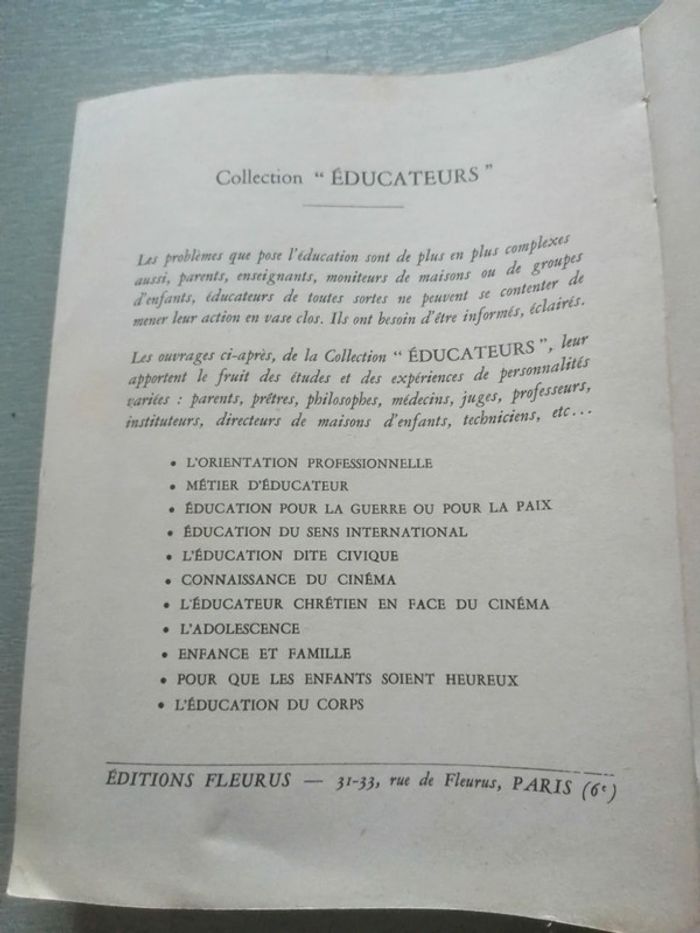 Collection “ ÉDUCATEURS ”
Les problèmes que pose l'éducation sont de plus en plus complexes
aussi, parents, enseignants, moniteurs de maisons ou de groupes
d'enfants, éducateurs de toutes sortes ne peuvent se contenter de
mener leur action en vase clos. Ils ont besoin d'être informés, éclairés.
Les ouvrages ci-après, de la Collection “ ÉDUCATEURS ”, leur
apportent le fruit des études et des expériences de personnalités
variées : parents, prêtres, philosophes, médecins, juges, professeurs,
instituteurs, directeurs de maisons d'enfants, techniciens, etc...
• L'ORIENTATION PROFESSIONNELLE
• MÉTIER D'ÉDUCATEUR
• ÉDUCATION POUR LA GUERRE OU POUR LA PAIX
• ÉDUCATION DU SENS INTERNATIONAL
• L'ÉDUCATION DITE CIVIQUE
• CONNAISSANCE DU CINÉMA
• L'ÉDUCATEUR CHRÉTIEN EN FACE DU CINÉMA
• L'ADOLESCENCE
• ENFANCE ET FAMILLE
• POUR QUE LES ENFANTS SOIENT HEUREUX
• L'ÉDUCATION DU CORPS
ÉDITIONS FLEURUS — 31-33, rue de Fleurus, PARIS (6ᵉ)